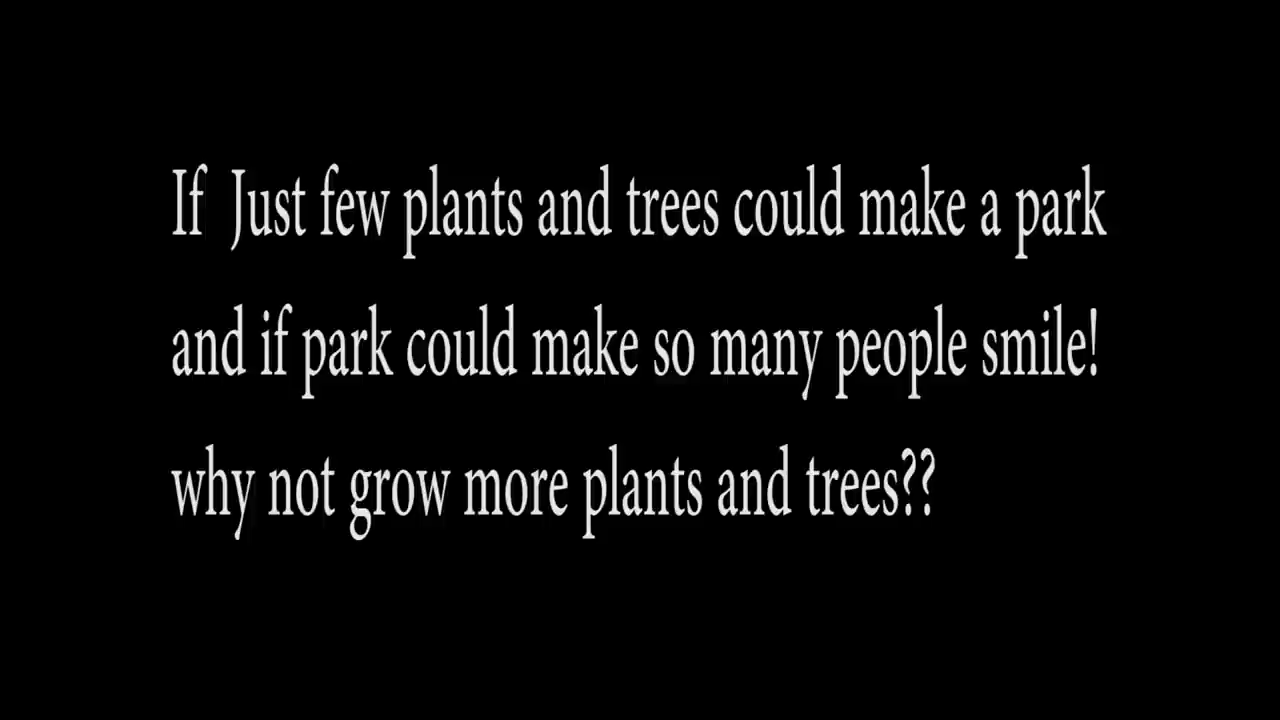 If Just few plants and trees could make a park
and if park could make so many people smile!
why not grow more plants and trees??